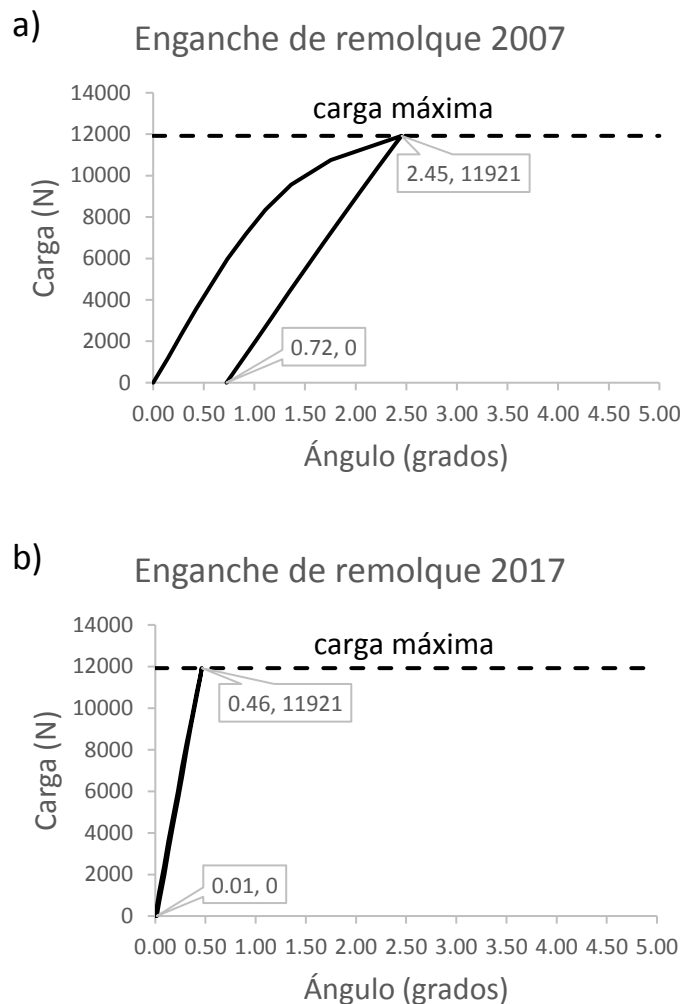 a)
Enganche de remolque 2007
14000
12000
10000
8000
6000
4000
2000
0
Carga (N)
carga máxima
2.45, 11921
0.72, 0
0.00 0.50 1.00 1.50 2.00 2.50 3.00 3.50 4.00 4.50 5.00
Ángulo (grados)
b)
Enganche de remolque 2017
14000
12000
10000
8000
6000
4000
2000
0
Carga (N)
carga máxima
0.46, 11921
0.01, 0
0.00 0.50 1.00 1.50 2.00 2.50 3.00 3.50 4.00 4.50 5.00
Ángulo (grados)